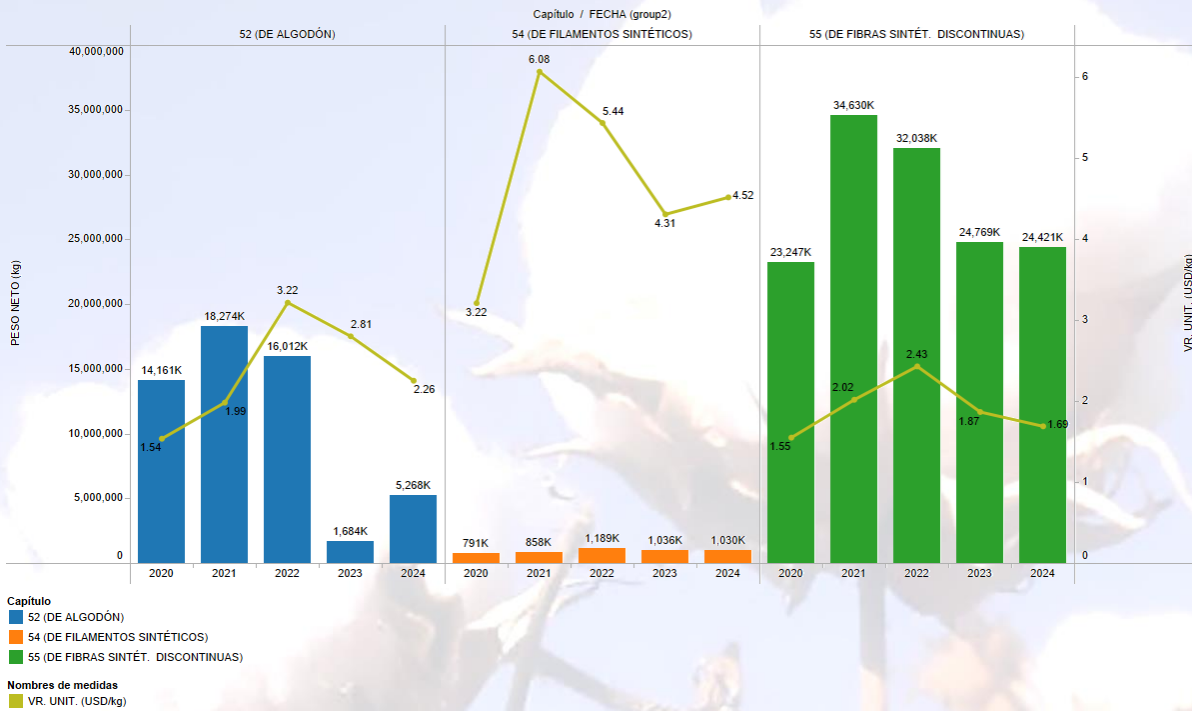 Capítulo / FECHA (group2)
52 (DE ALGODÓN)
54 (DE FILAMENTOS SINTÉTICOS)
55 (DE FIBRAS SINTÉT. DISCONTINUAS)
PESO NETO (kg)
40,000,000
35,000,000
30,000,000
25,000,000
20,000,000
15,000,000
10,000,000
5,000,000
0
14,161K
18,274K
16,012K
1,684K
5,268K
1.54
1.99
3.22
2.81
2.26
791K
858K
1,189K
1,036K
1,030K
3.22
6.08
5.44
4.31
4.52
23,247K
34,630K
32,038K
24,769K
24,421K
1.55
2.02
2.43
1.87
1.69
6
5
4
3
2
1
0
VR. UNIT. (USD/kg)
2020 2021 2022 2023 2024
2020 2021 2022 2023 2024
2020 2021 2022 2023 2024
Capítulo
52 (DE ALGODÓN)
54 (DE FILAMENTOS SINTÉTICOS)
55 (DE FIBRAS SINTÉT. DISCONTINUAS)
Nombres de medidas
VR. UNIT. (USD/kg)